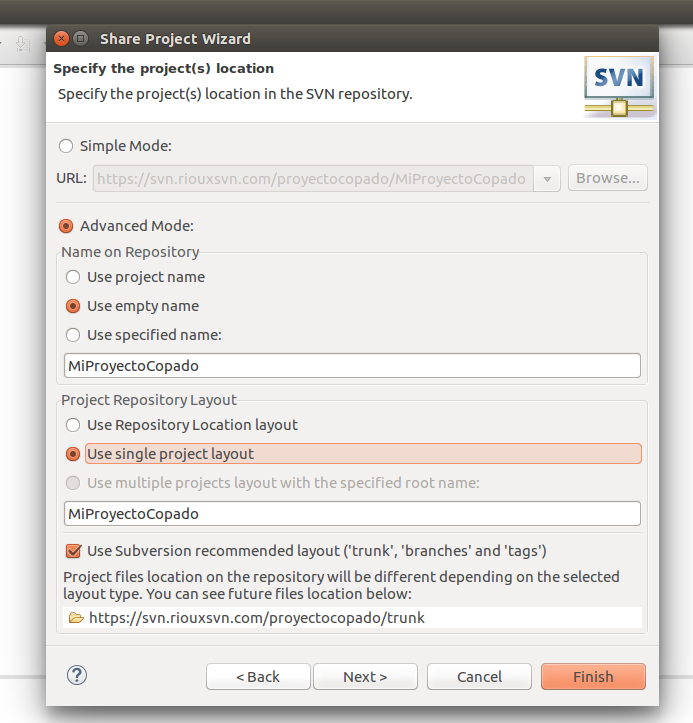 Share Project Wizard
Specify the project(s) location
Specify the project(s) location in the SVN repository.
SVN
Simple Mode:
URL: https://svn.riouxsvn.com/proyectocopado/MiProyectoCopado Browse...
Advanced Mode:
Name on Repository
Use project name
Use empty name
Use specified name:
MiProyectoCopado
Project Repository Layout
Use Repository Location layout
Use single project layout
Use multiple projects layout with the specified root name:
MiProyectoCopado
Use Subversion recommended layout ('trunk', 'branches' and 'tags')
Project files location on the repository will be different depending on the selected
layout type. You can see future files location below:
https://svn.riouxsvn.com/proyectocopado/trunk
? < Back Next > Cancel Finish